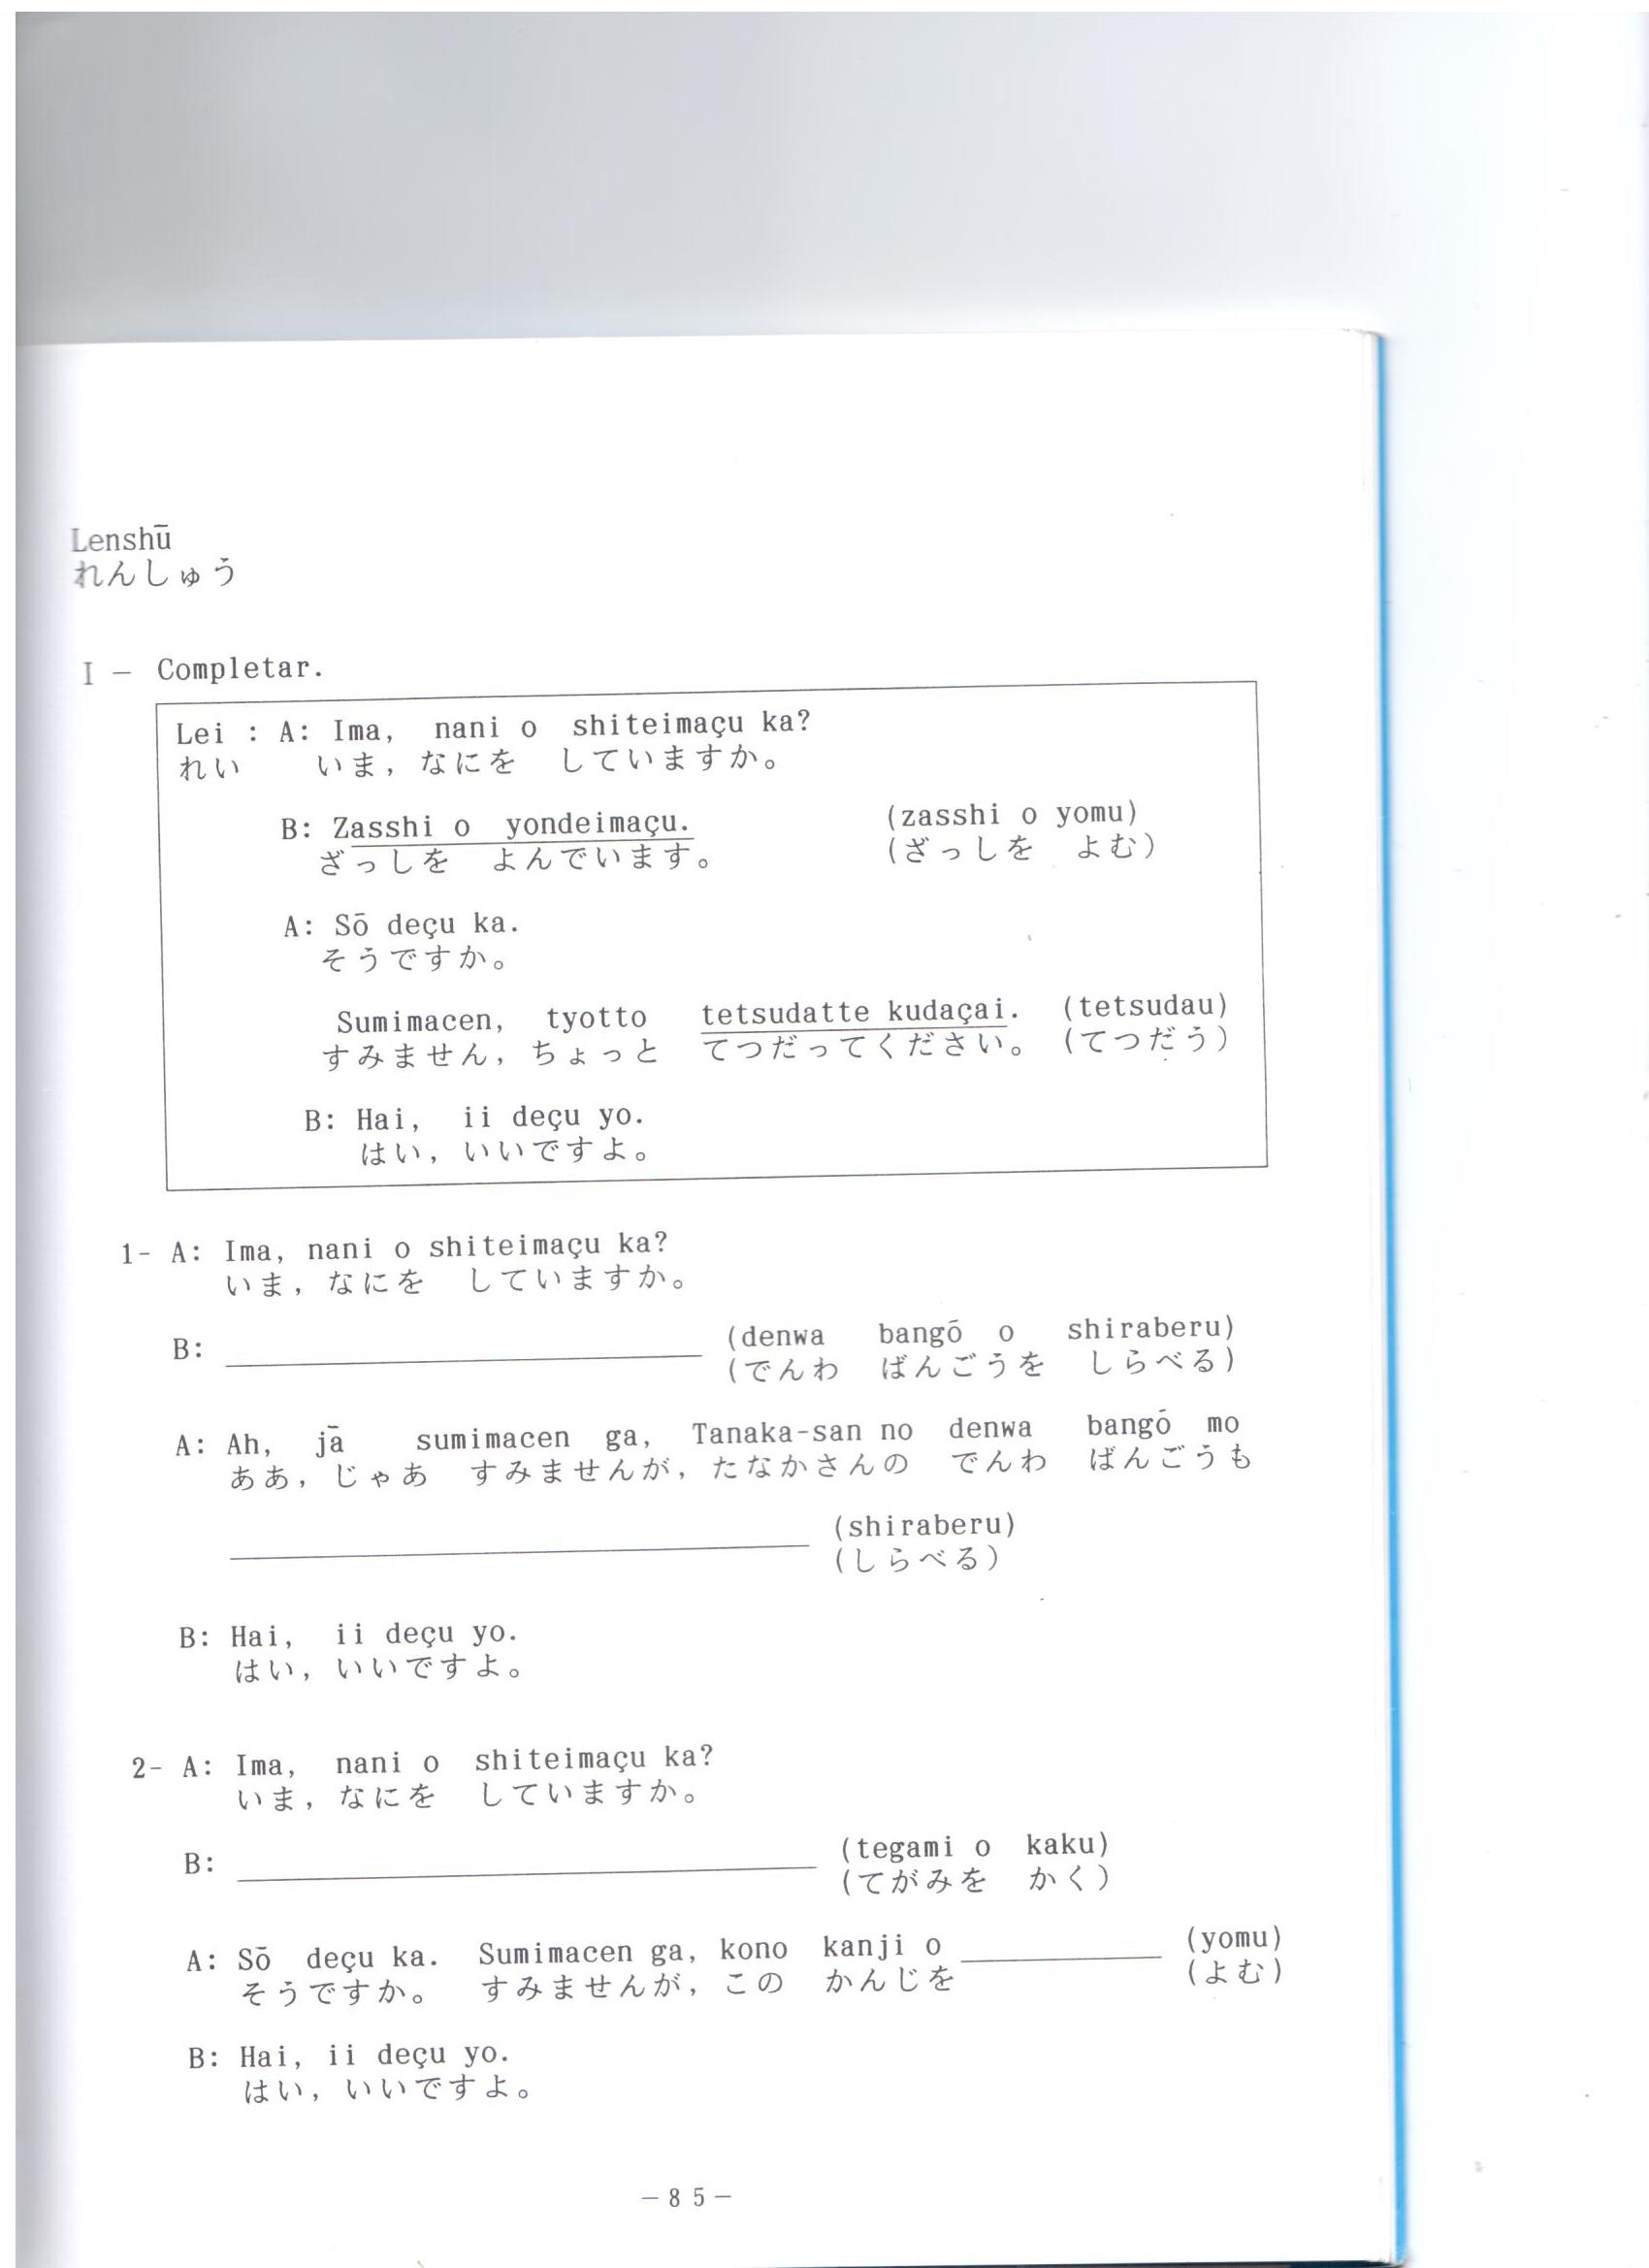 Lenshū
れんしゅう
I － Completar.
Lei : A: Ima, nani o shiteimaçu ka?
れい いま，なにを していますか。
B: Zasshi o yondeimaçu. (zasshi o yomu)
ざっしを よんでいます。 (ざっしを よむ)
A: Sō deçu ka.
そうですか。
Sumimacen, tyotto tetsudatte kudaçai. (tetsudau)
すみません，ちょっと てつだってください。 (てつだう)
B: Hai, ii deçu yo.
はい，いいですよ。
1- A: Ima, nani o shiteimaçu ka?
いま，なにを していますか。
B: (denwa bangō o shiraberu)
(でんわ ばんごうを しらべる)
A: Ah, jā sumimacen ga, Tanaka-san no denwa bangō mo
ああ，じゃあ すみませんが，たなかさんの でんわ ばんごうも
(shiraberu)
(しらべる)
B: Hai, ii deçu yo.
はい，いいですよ。
2- A: Ima, nani o shiteimaçu ka?
いま，なにを していますか。
B: (tegami o kaku)
(てがみを かく)
A: Sō deçu ka. Sumimacen ga, kono kanji o (yomu)
そうですか。 すみませんが，この かんじを (よむ)
B: Hai, ii deçu yo.
はい，いいですよ。
－85－